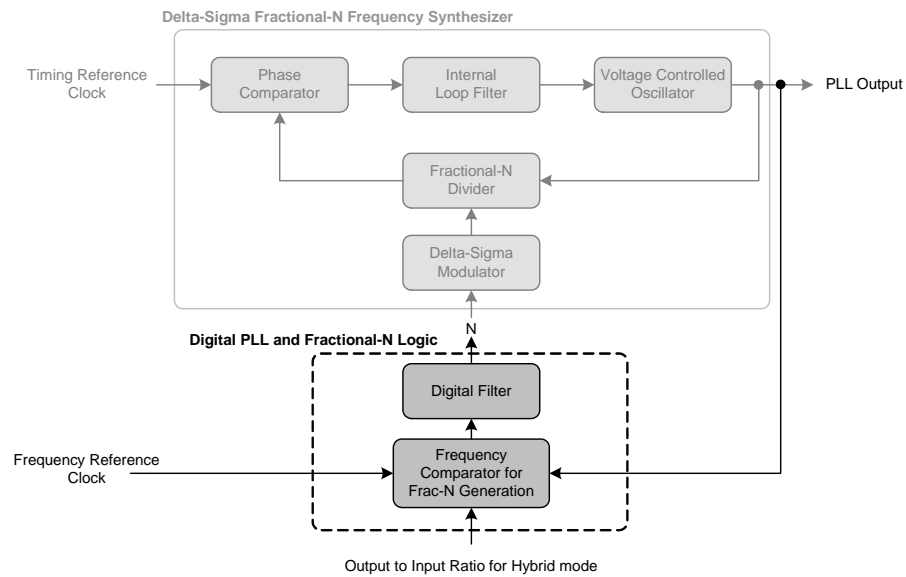 Delta-Sigma Fractional-N Frequency Synthesizer
Timing Reference
Clock
Phase
Comparator
Internal
Loop Filter
Voltage Controlled
Oscillator
PLL Output
Fractional-N
Divider
Delta-Sigma
Modulator
N
Digital PLL and Fractional-N Logic
Digital Filter
Frequency Reference
Clock
Frequency
Comparator for
Frac-N Generation
Output to Input Ratio for Hybrid mode